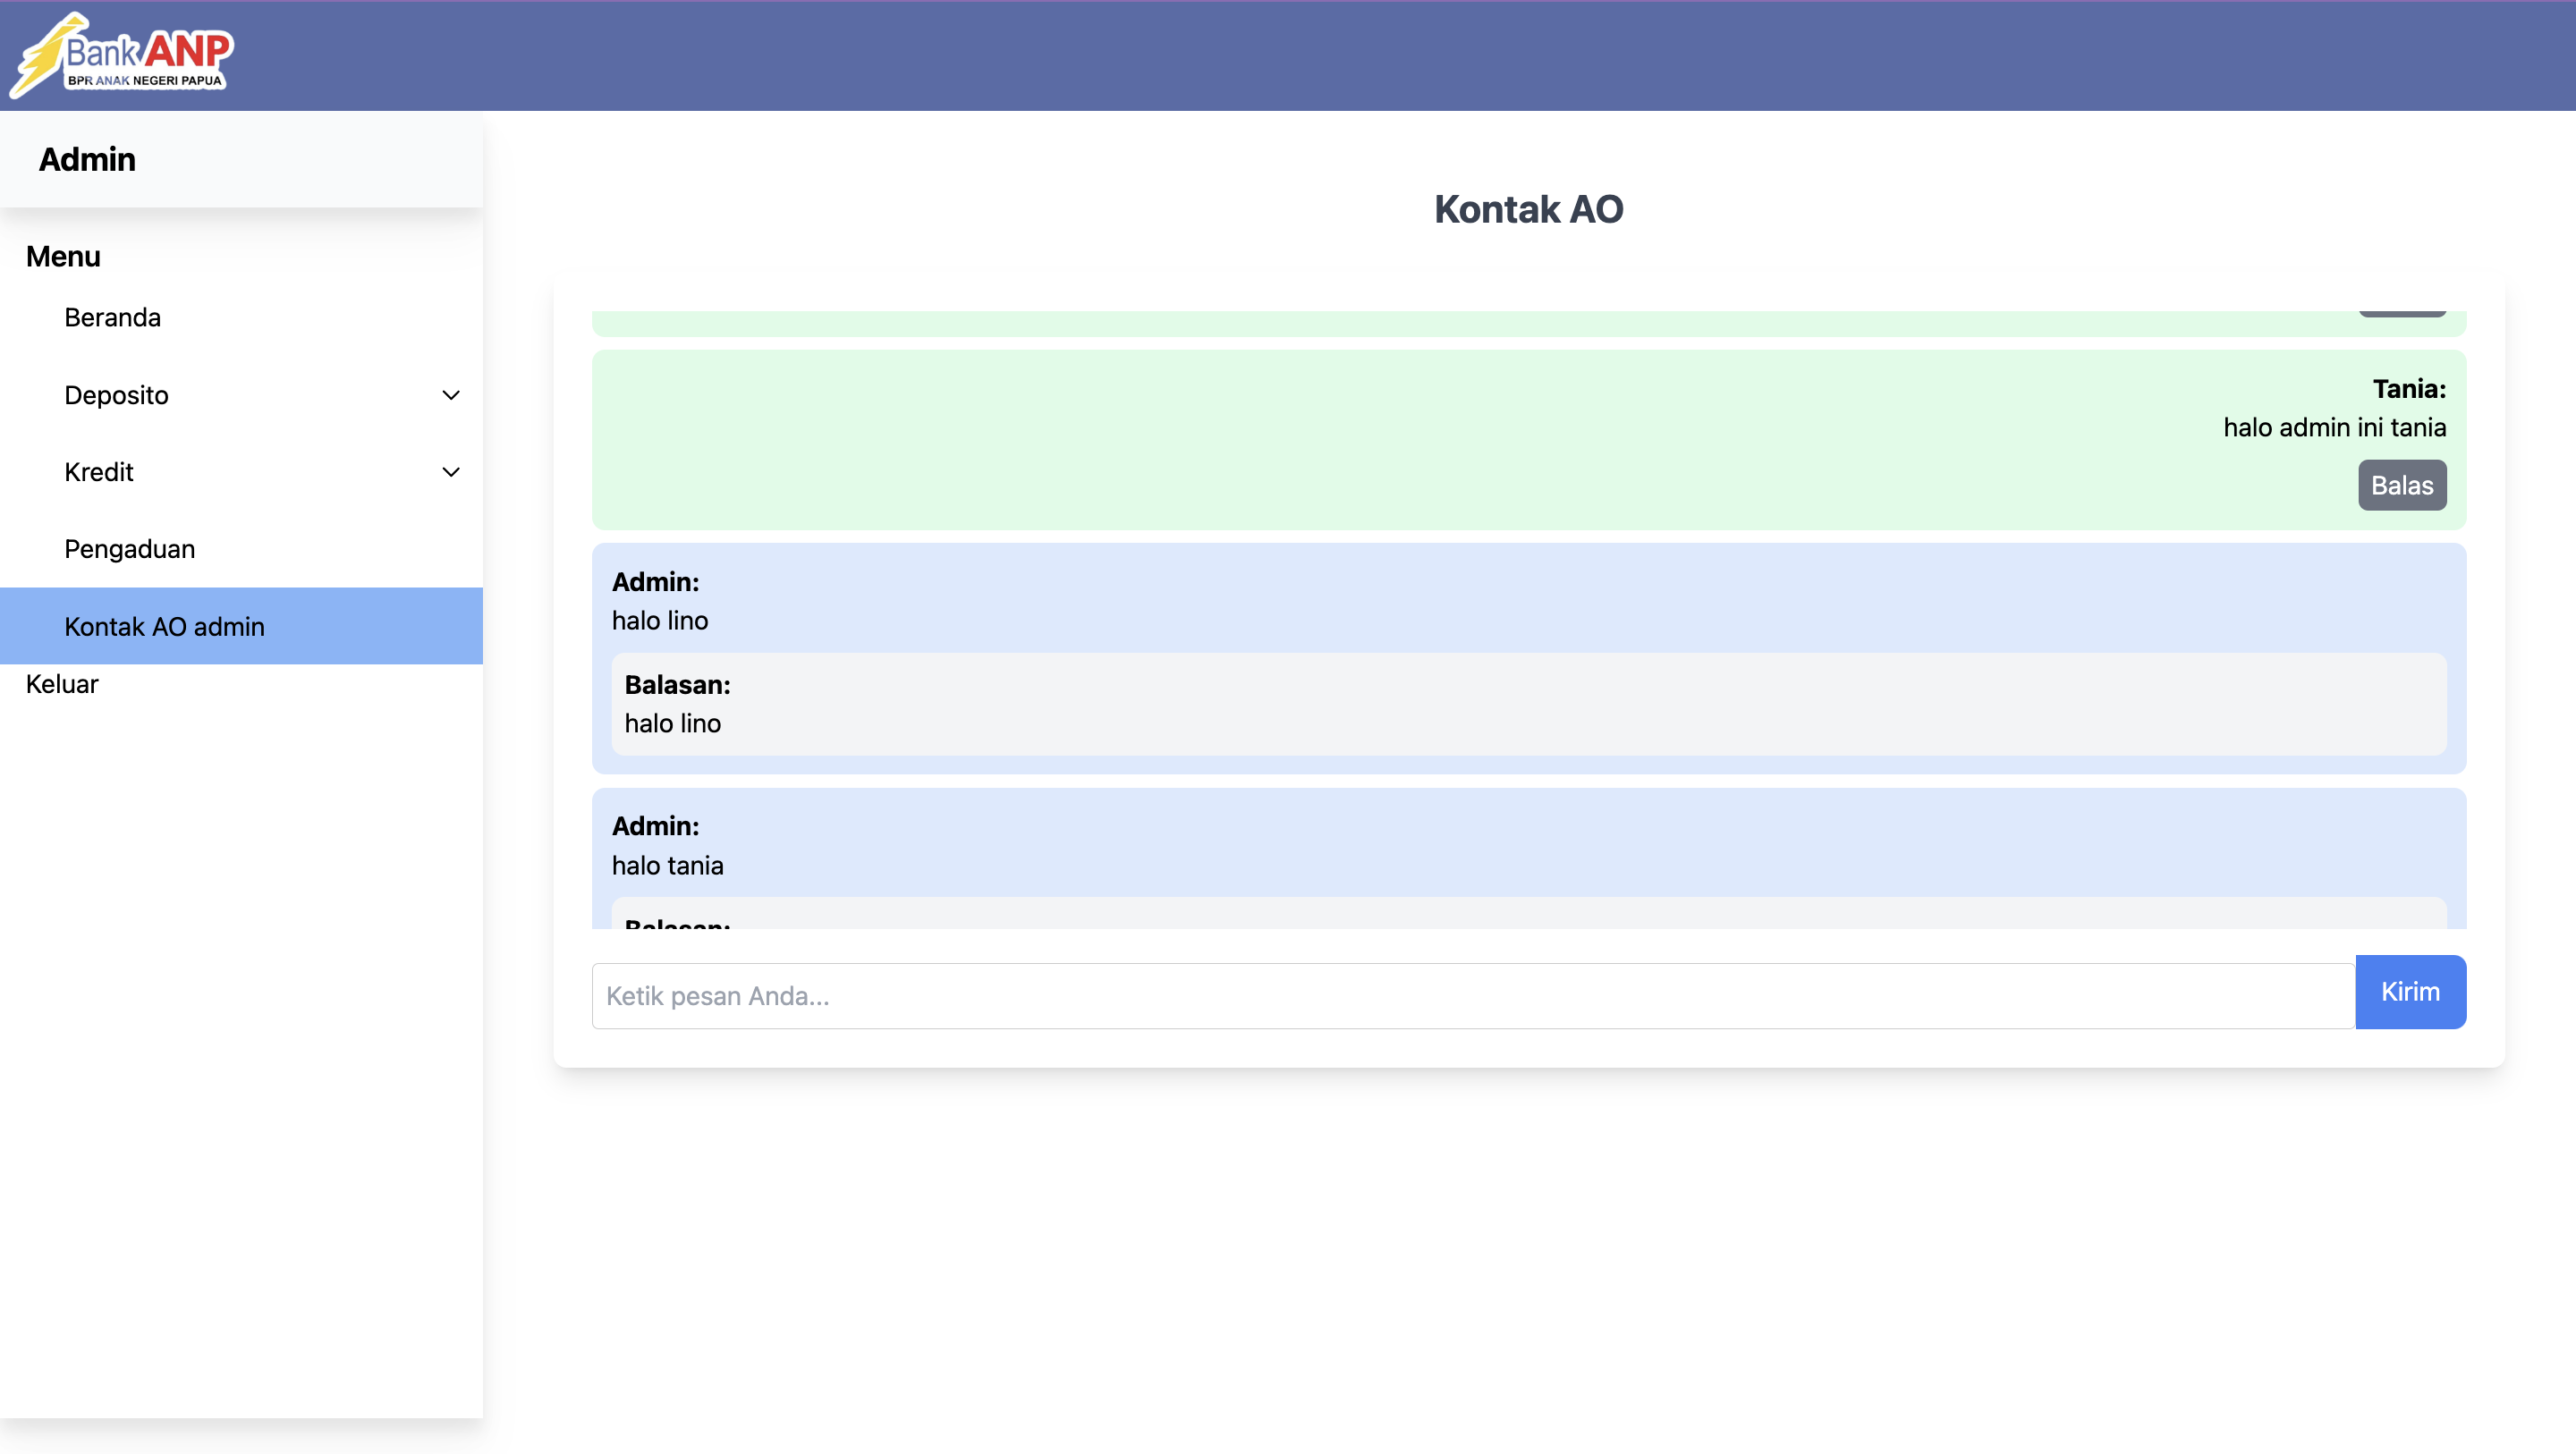 Bank ANP
BPR ANAK NEGERI PAPUA
Admin
Menu
Beranda
Deposito
Kredit
Pengaduan
Kontak AO admin
Keluar
Kontak AO
Tania:
halo admin ini tania
Balas
Admin:
halo lino
Balasan:
halo lino
Admin:
halo tania
Balasan:
Ketik pesan Anda...
Kirim